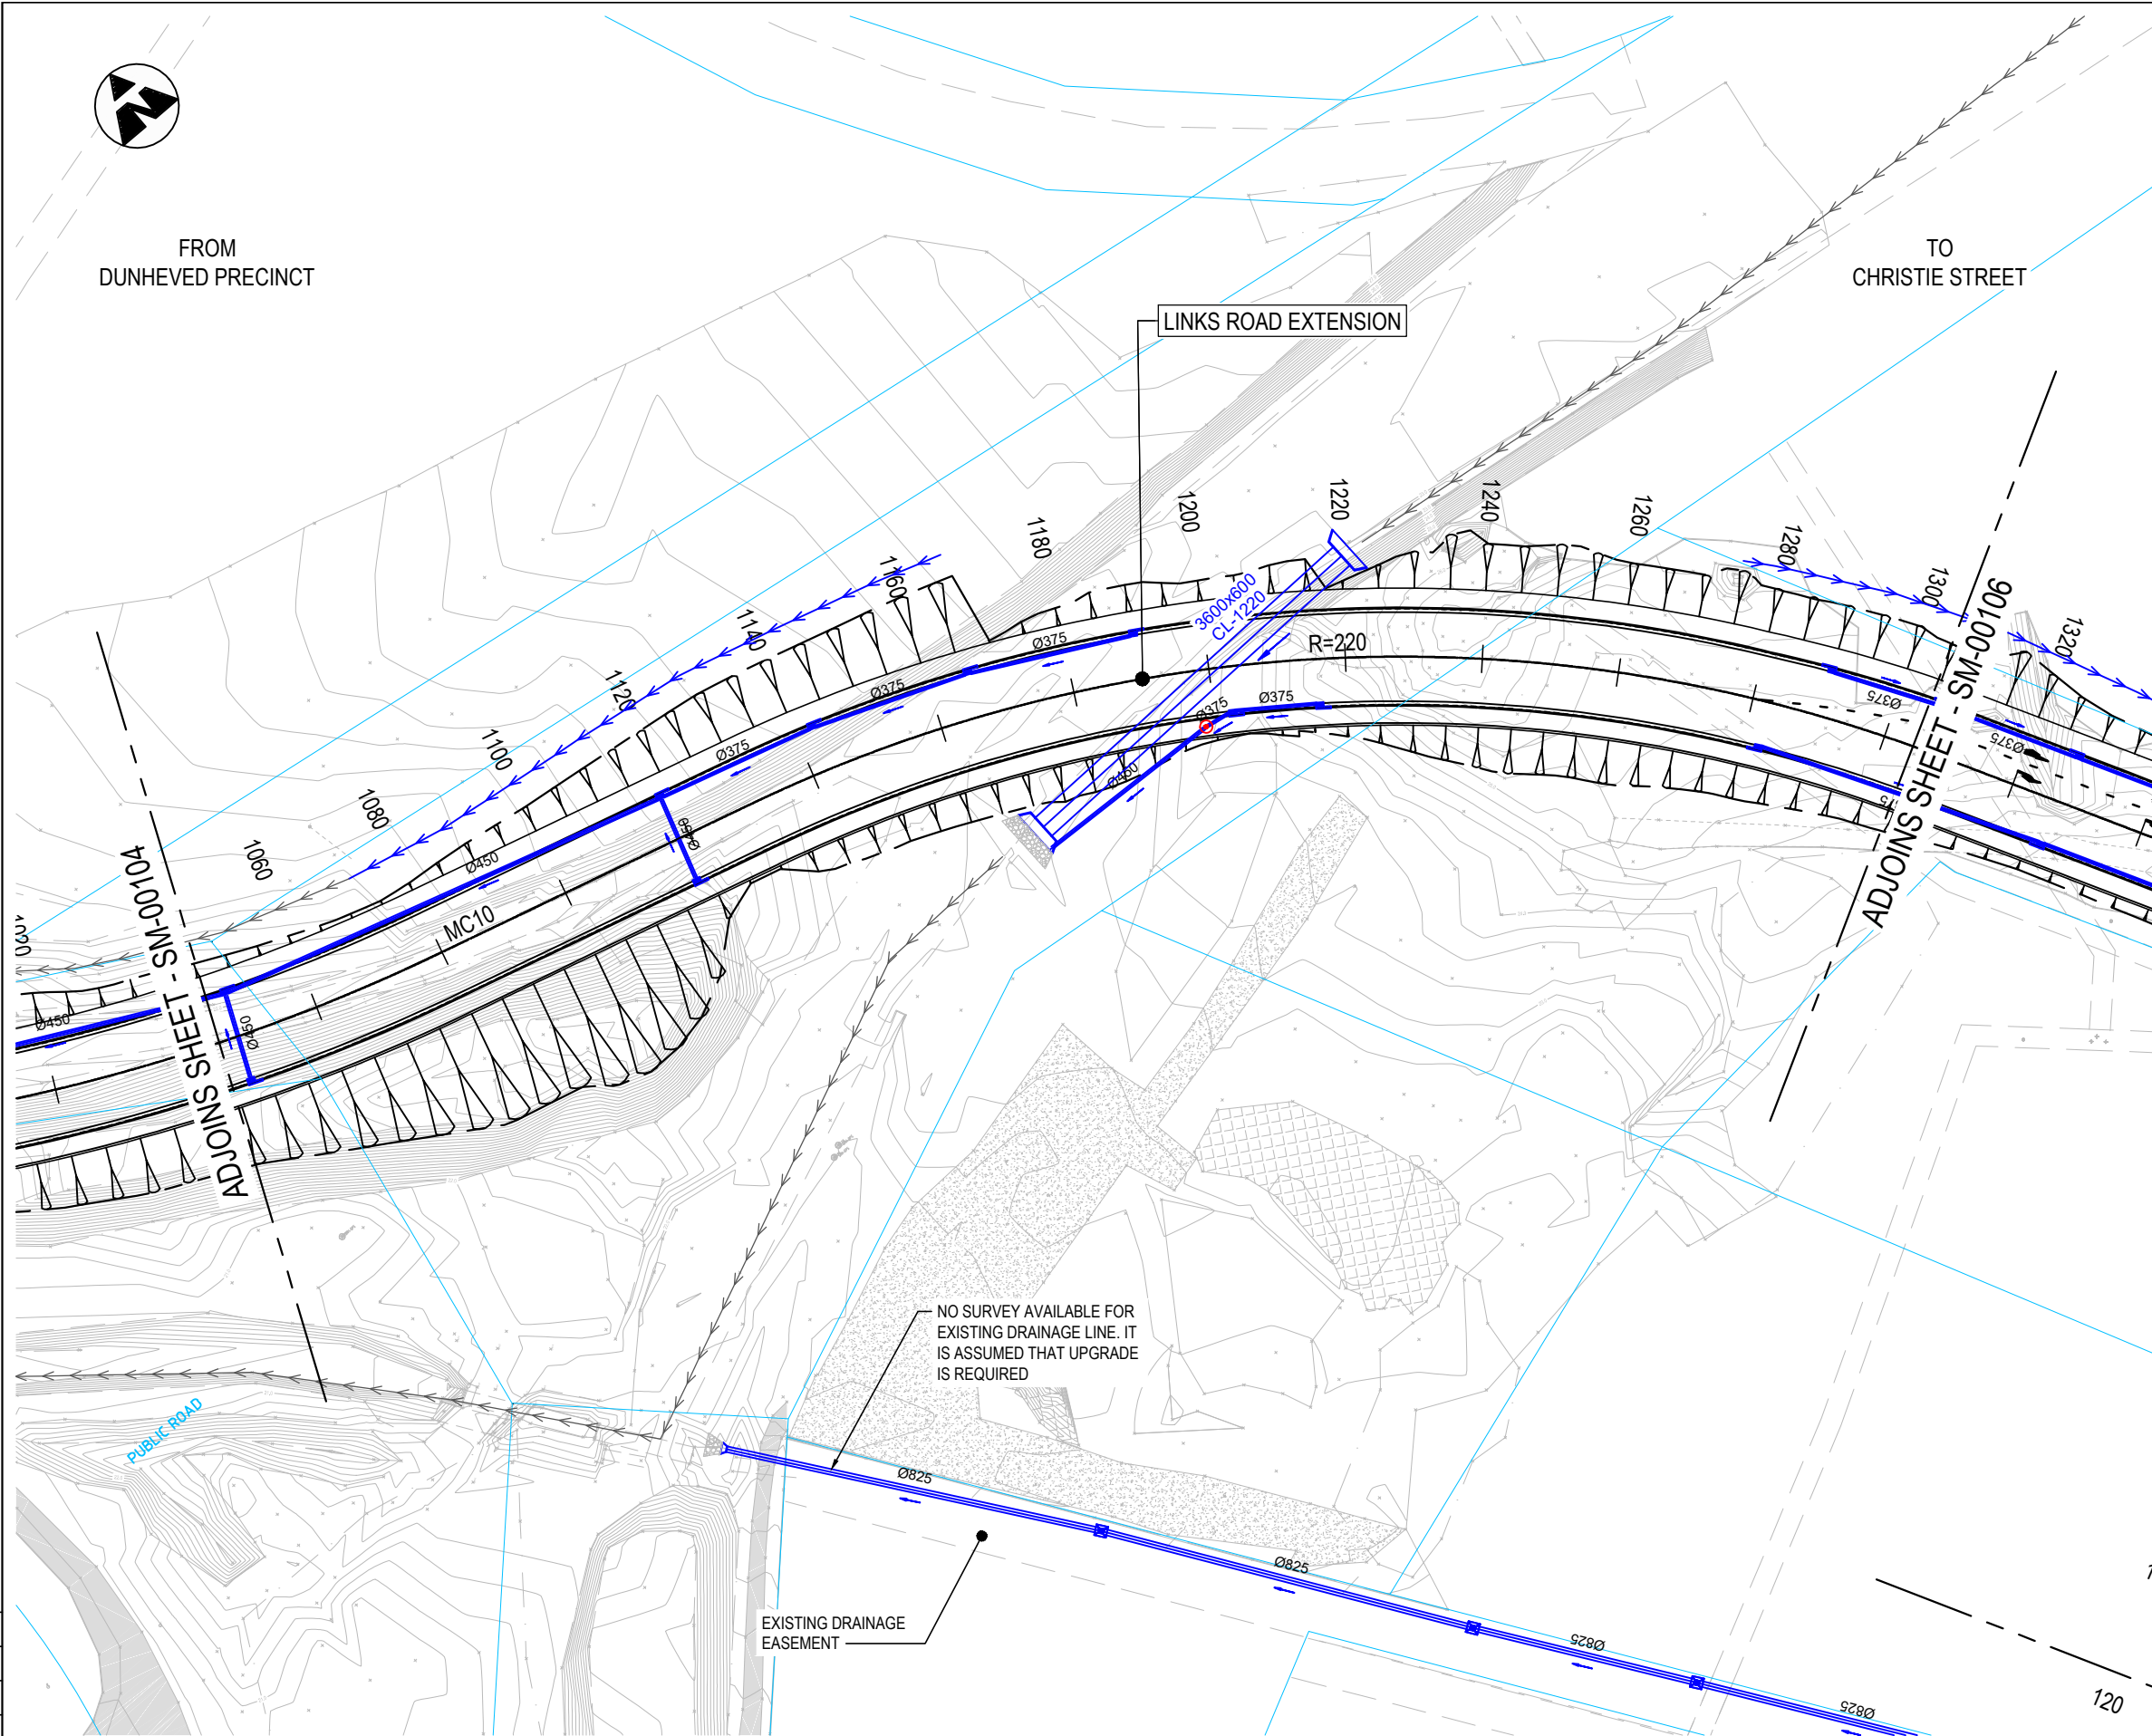 FROM
DUNHEVED PRECINCT
TO
CHRISTIE STREET
LINKS ROAD EXTENSION
1060
1080
1100
1120
1140
1160
1180
1200
1220
1240
1260
1280
1300
1320
3600x600
CL-1220
R=220
MC10
Ø375
Ø375
Ø375
Ø375
Ø375
Ø375
Ø375
Ø450
Ø450
Ø450
Ø450
Ø450
ADJOINS SHEET - SM-00104
ADJOINS SHEET - SM-00106
NO SURVEY AVAILABLE FOR
EXISTING DRAINAGE LINE. IT
IS ASSUMED THAT UPGRADE
IS REQUIRED
PUBLIC ROAD
Ø825
Ø825
Ø825
Ø825
EXISTING DRAINAGE
EASEMENT
120